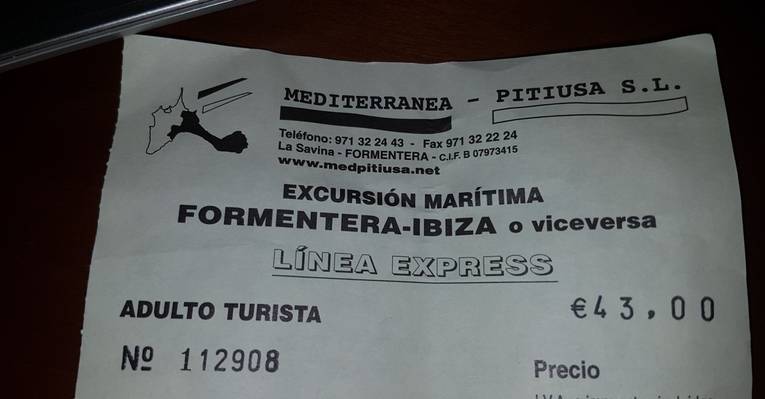 MEDITERRANEA - PITIUSA S.L.
Teléfono: 971 32 24 43 - Fax 971 32 22 24
La Savina - FORMENTERA - C.I.F. B 07973415
www.medpitiusa.net
EXCURSIÓN MARÍTIMA
FORMENTERA-IBIZA o viceversa
LÍNEA EXPRESS
ADULTO TURISTA €43,00
Nº 112908
Precio